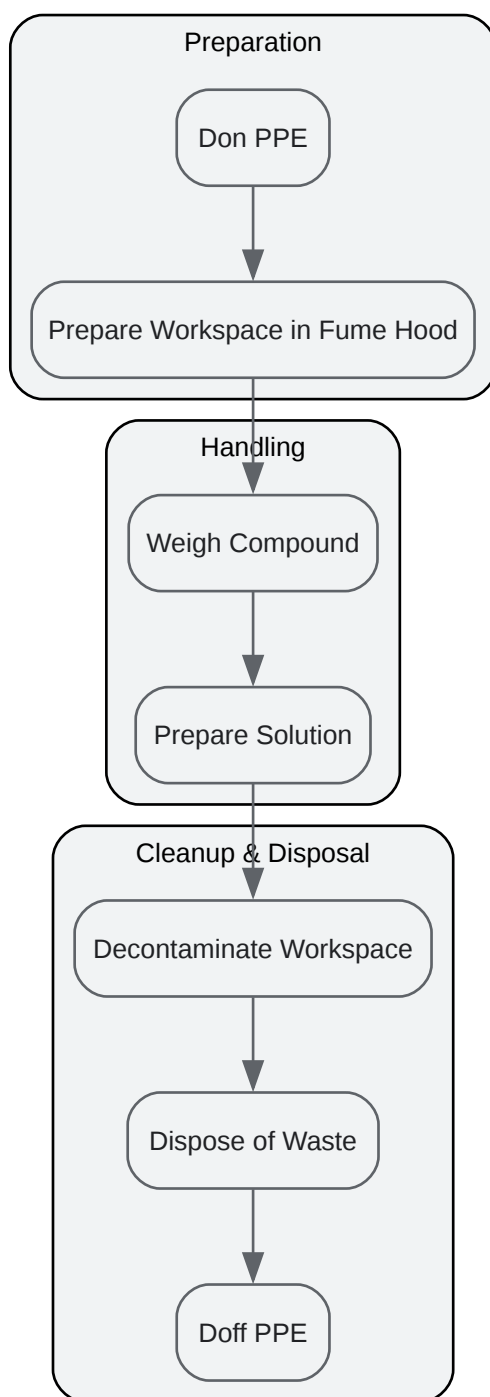 Preparation
Don PPE
Prepare Workspace in Fume Hood
Handling
Weigh Compound
Prepare Solution
Cleanup & Disposal
Decontaminate Workspace
Dispose of Waste
Doff PPE